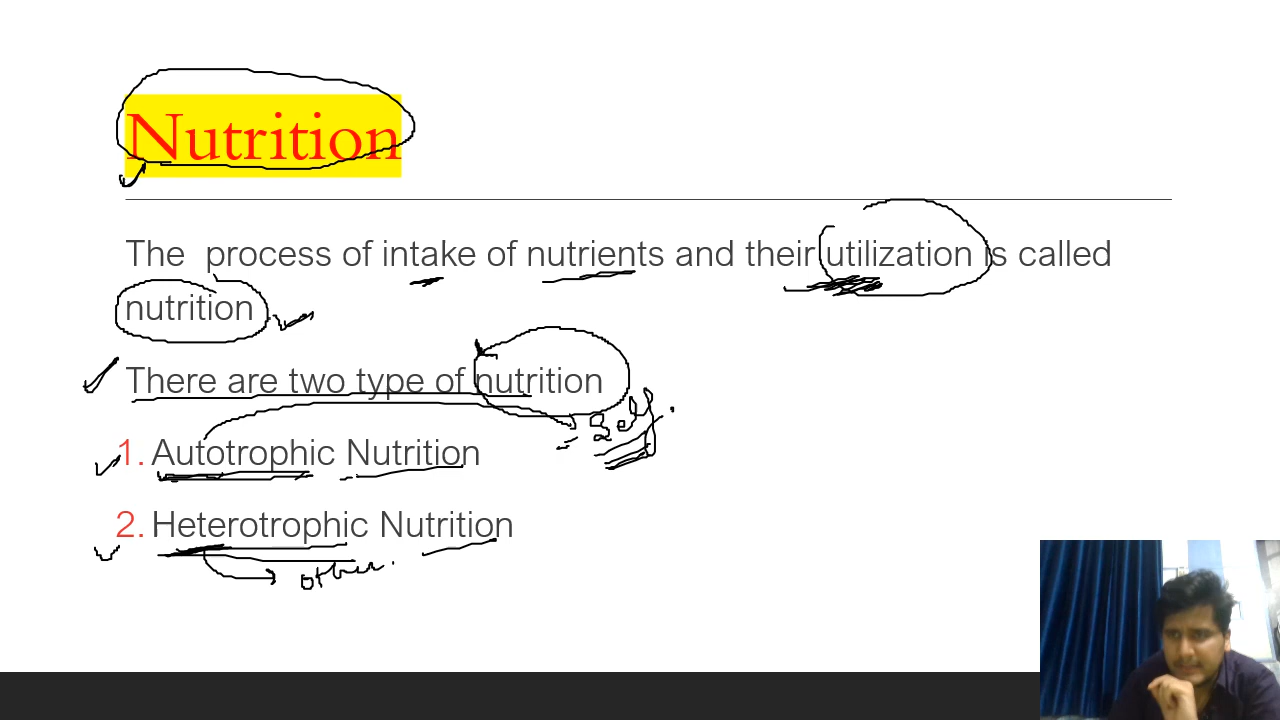 Nutrition
The process of intake of nutrients and their utilization is called
nutrition
There are two type of nutrition
1. Autotrophic Nutrition
2. Heterotrophic Nutrition
other.